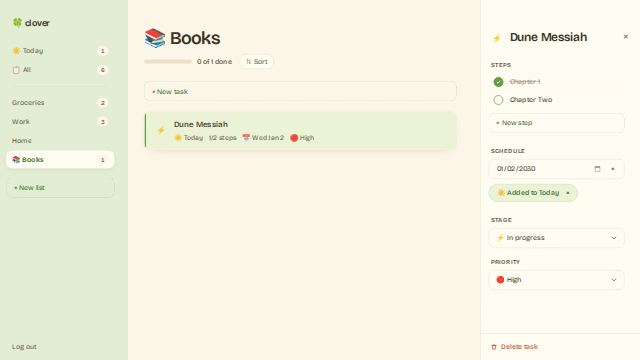 clover
Today 1
All 6
Groceries 2
Work 3
Home
Books 1
+ New list
Log out
Books
0 of 1 done
Sort
+ New task
Dune Messiah
Today 1/2 steps Wed Jan 2 High
Dune Messiah
×
STEPS
Chapter 1
Chapter Two
+ New step
SCHEDULE
01/02/2030
Added to Today ×
STAGE
In progress
PRIORITY
High
Delete task